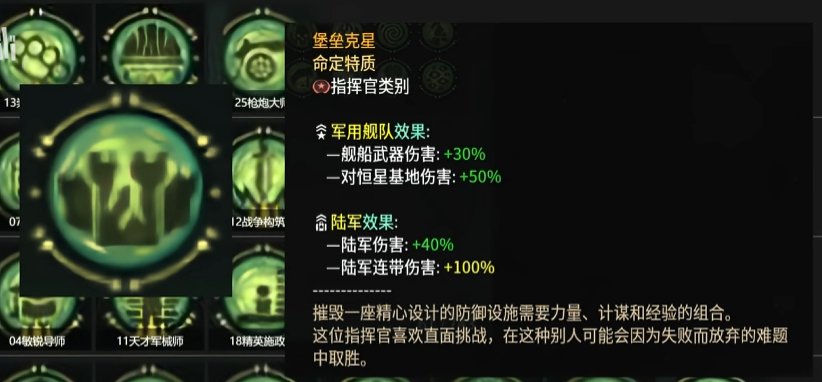 堡垒克星
命定特质
指挥官类别
军用舰队效果:
—舰船武器伤害: +30%
—对恒星基地伤害: +50%
陆军效果:
—陆军伤害: +40%
—陆军连带伤害: +100%
--------------
摧毁一座精心设计的防御设施需要力量、计谋和经验的组合。
这位指挥官喜欢直面挑战，在这种别人可能会因为失败而放弃的难题
中取胜。
13
25枪炮大师
07
12战争构筑
04敏锐导师
11天才军械师
18精英施政